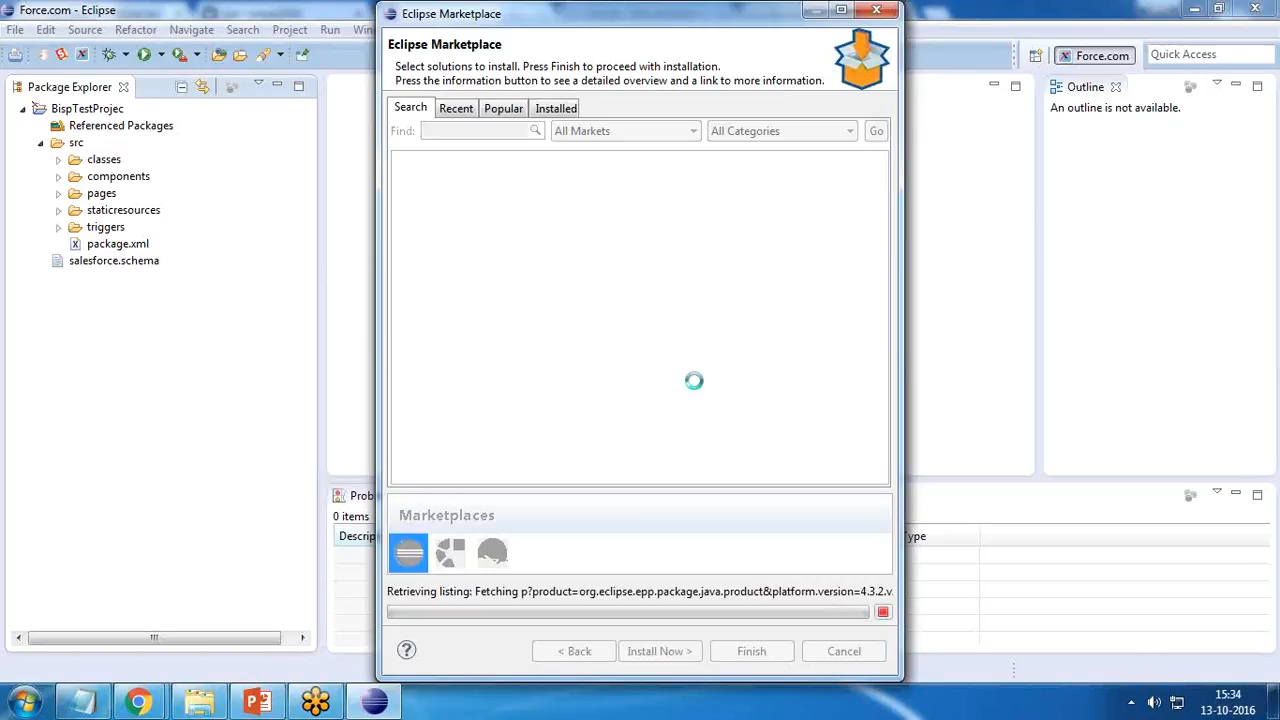 Force.com - Eclipse
Eclipse Marketplace
File Edit Source Refactor Navigate Search Project Run
Eclipse Marketplace
Select solutions to install. Press Finish to proceed with installation.
Press the information button to see a detailed overview and a link to more information.
Force.com
Quick Access
Package Explorer
Search Recent Popular Installed
Outline
An outline is not available.
BispTestProjec
Referenced Packages
src
classes
components
pages
staticresources
triggers
package.xml
salesforce.schema
Find:
All Markets
All Categories
Go
Marketplaces
0 items
Retrieving listing: Fetching p?product=org.eclipse.epp.package.java.product&platform.version=4.3.2.v.
< Back
Install Now >
Finish
Cancel
15:34
13-10-2016